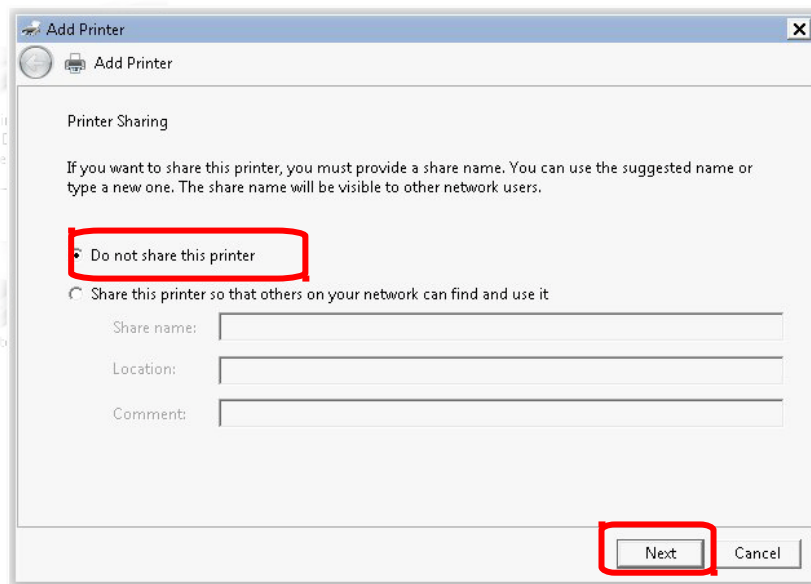 Add Printer
Add Printer
Printer Sharing
If you want to share this printer, you must provide a share name. You can use the suggested name or
type a new one. The share name will be visible to other network users.
Do not share this printer
Share this printer so that others on your network can find and use it
Share name:
Location:
Comment:
Next Cancel